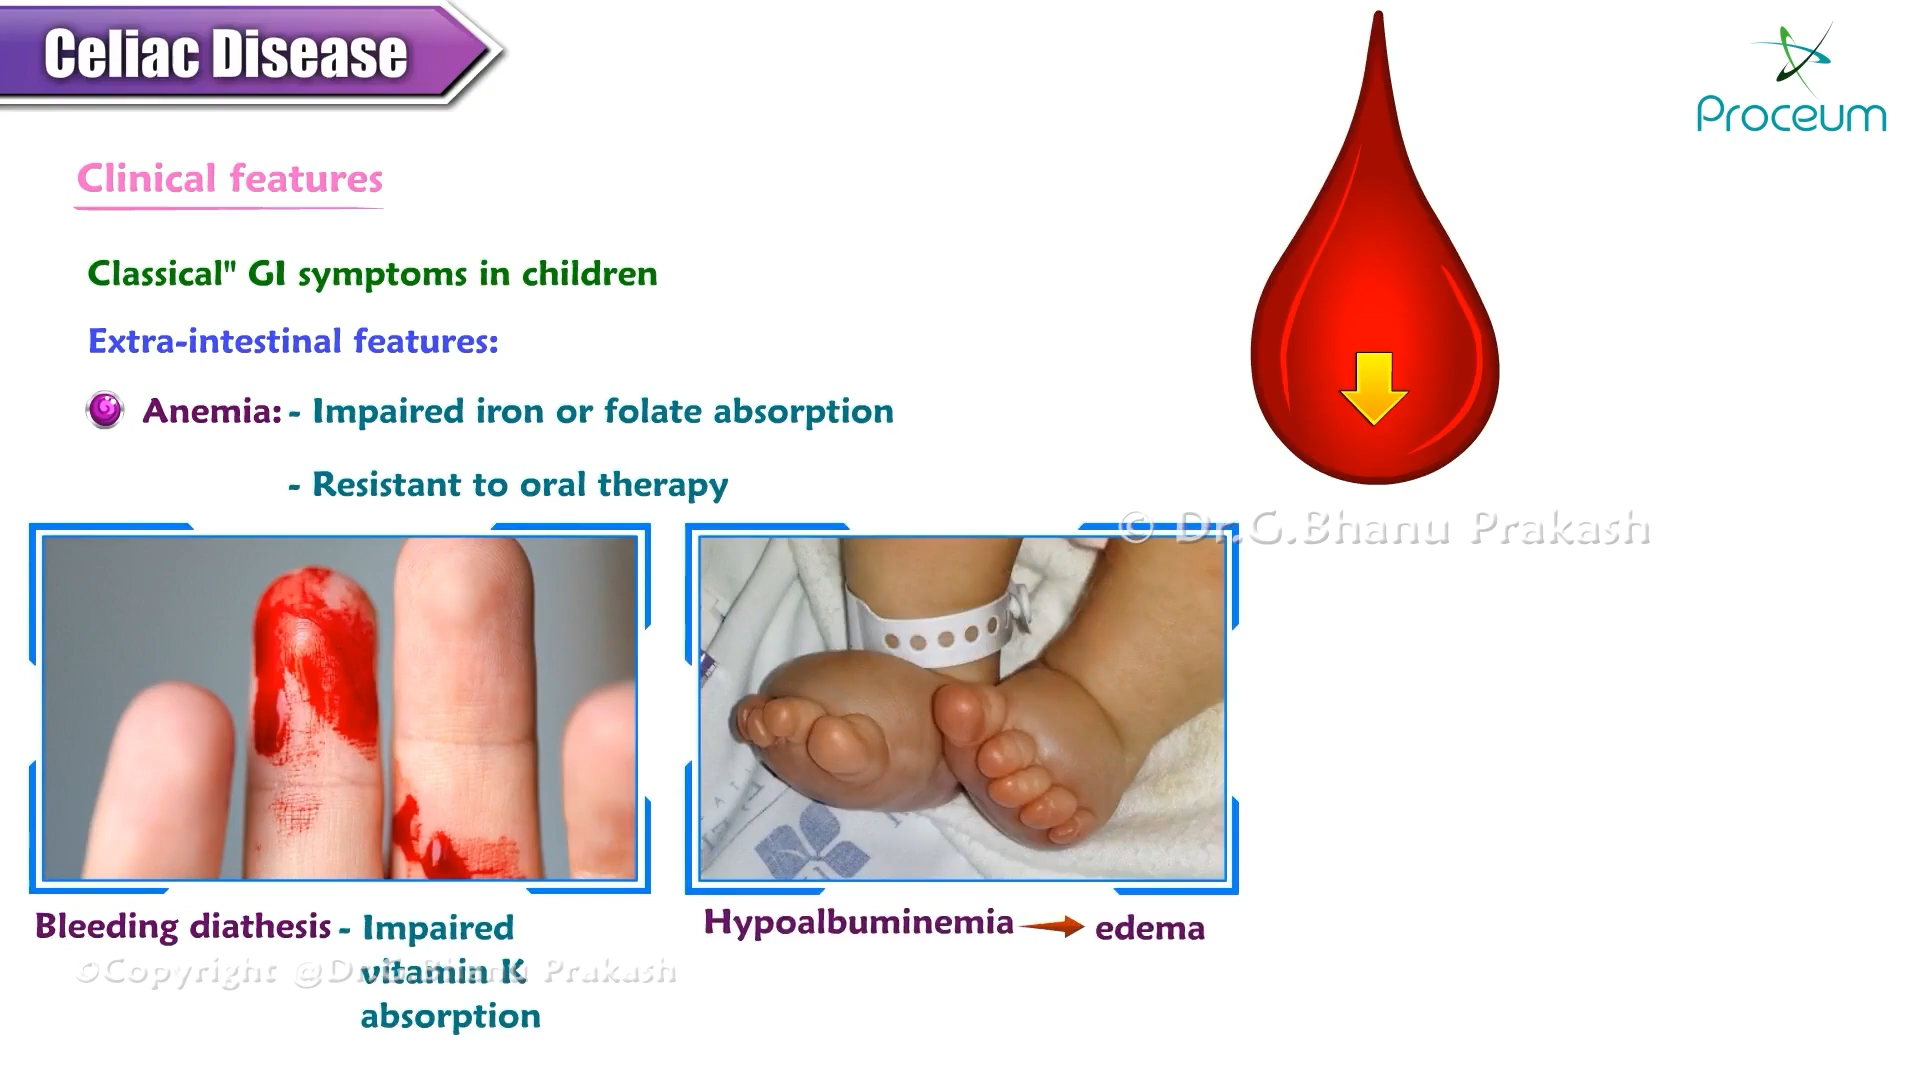 Celiac Disease
Proceum
Clinical features
Classical" GI symptoms in children
Extra-intestinal features:
Anemia: - Impaired iron or folate absorption
- Resistant to oral therapy
© Dr.G.Bhanu Prakash
Bleeding diathesis - Impaired
vitamin K
absorption
Hypoalbuminemia edema
©Copyright @Dr.G.Bhanu Prakash